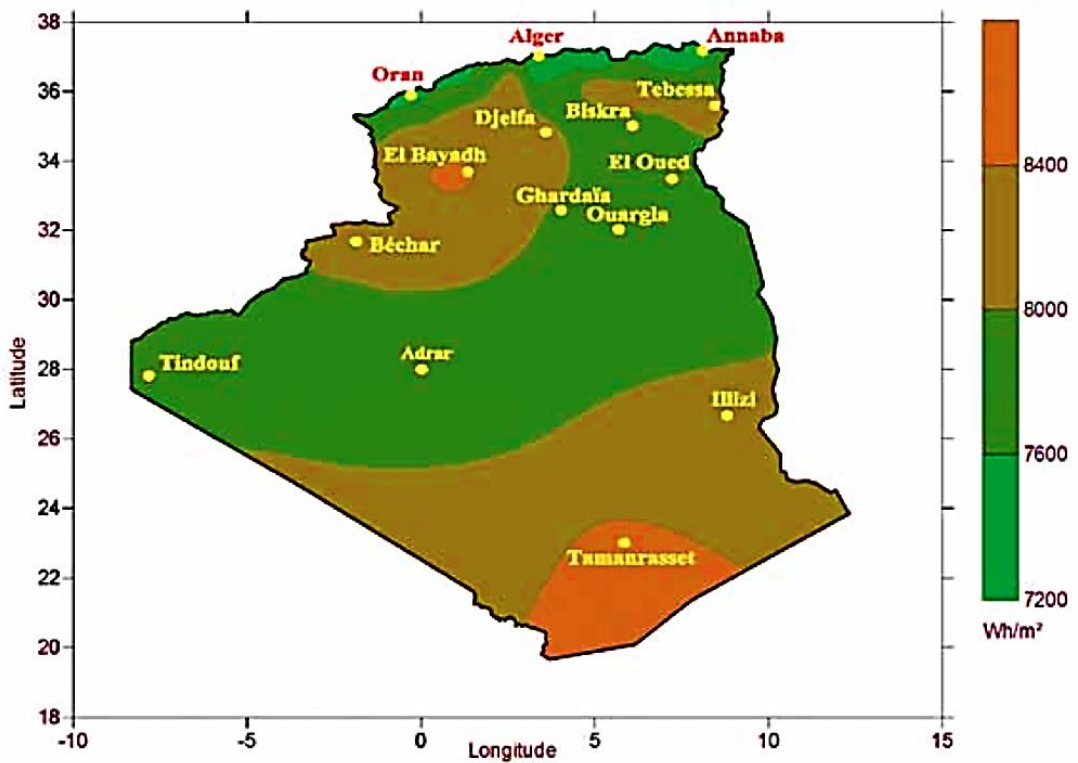 38
36
34
32
30
28
26
24
22
20
18
Latitude
-10
-5
0
5
10
15
Longitude
Alger
Annaba
Oran
Tebessa
Djelfa
Biskra
El Bayadh
El Oued
Ghardaïa
Ouargla
Béchar
Adrar
Tindouf
Illizi
Tamanrasset
8400
8000
7600
7200
Wh/m²